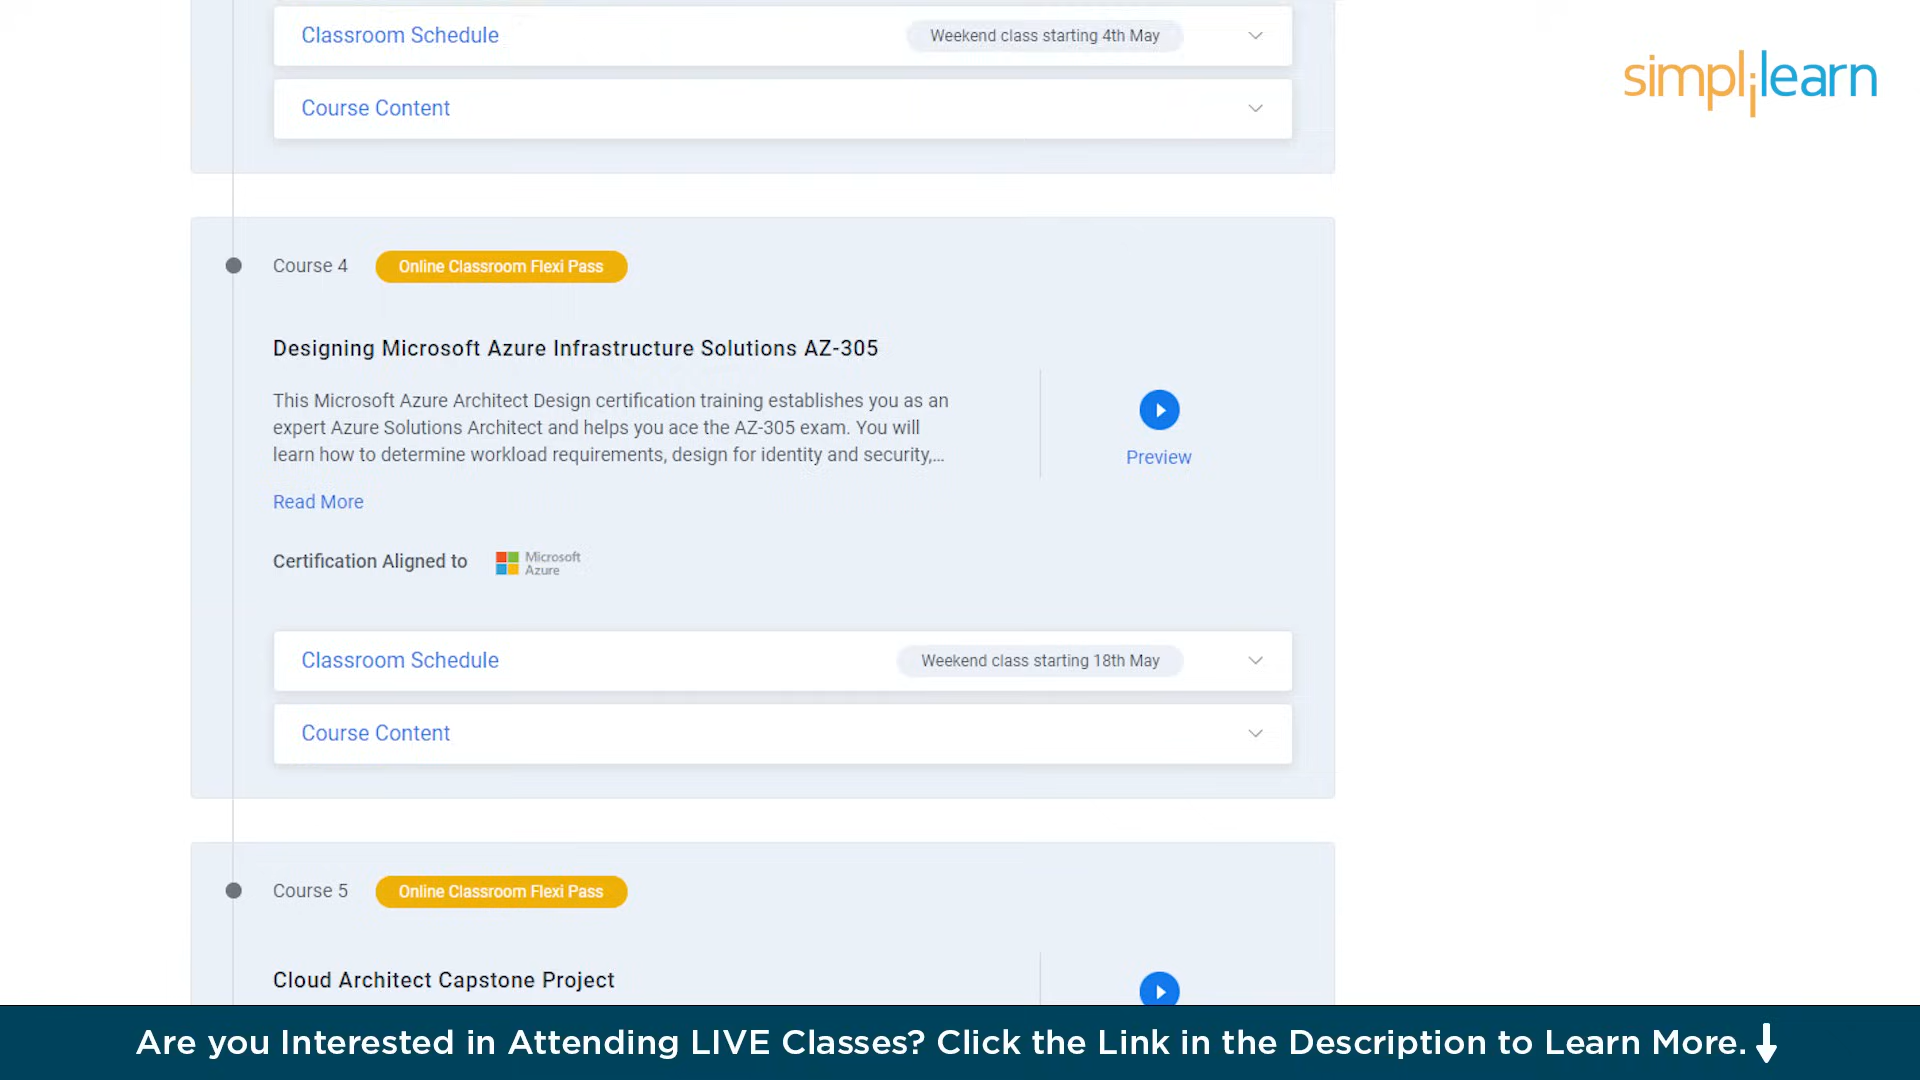 Classroom Schedule
Weekend class starting 4th May
simplilearn
Course Content
Course 4
Online Classroom Flexi Pass
Designing Microsoft Azure Infrastructure Solutions AZ-305
This Microsoft Azure Architect Design certification training establishes you as an
expert Azure Solutions Architect and helps you ace the AZ-305 exam. You will
learn how to determine workload requirements, design for identity and security,...
Preview
Read More
Certification Aligned to
Microsoft
Azure
Classroom Schedule
Weekend class starting 18th May
Course Content
Course 5
Online Classroom Flexi Pass
Cloud Architect Capstone Project
Are you Interested in Attending LIVE Classes? Click the Link in the Description to Learn More.